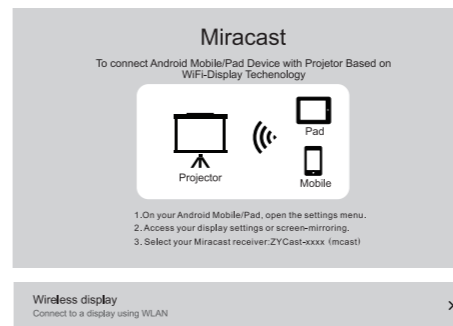 Miracast
To connect Android Mobile/Pad Device with Projetor Based on
WiFi-Display Techenology
Pad
Projector
Mobile
1.On your Android Mobile/Pad, open the settings menu.
2. Access your display settings or screen-mirroring.
3. Select your Miracast receiver:ZYCast-xxxx (mcast)
Wireless display
Connect to a display using WLAN